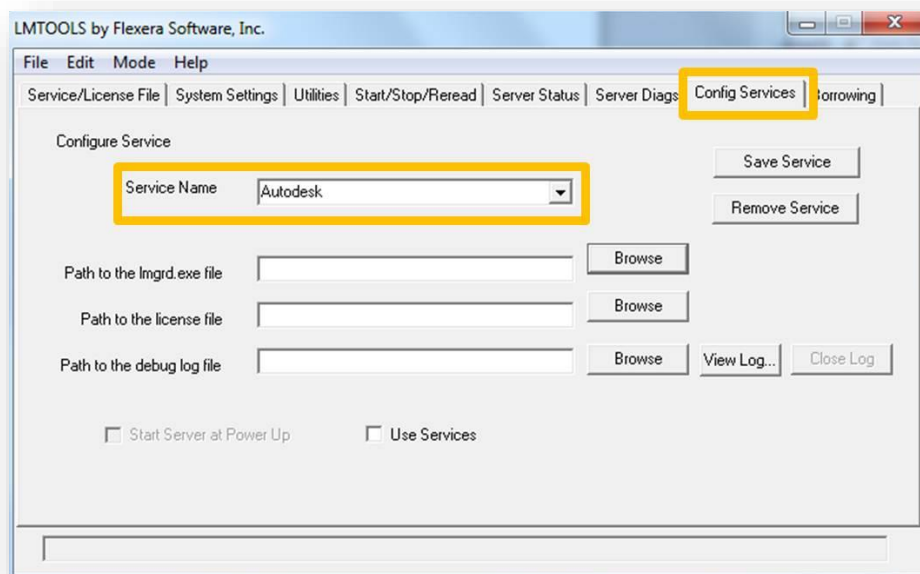 LMTOOLS by Flexera Software, Inc.
File Edit Mode Help
Service/License File System Settings Utilities Start/Stop/Reread Server Status Server Diags Config Services Borrowing
Configure Service
Service Name Autodesk
Save Service
Remove Service
Path to the lmgrd.exe file Browse
Path to the license file Browse
Path to the debug log file Browse View Log... Close Log
Start Server at Power Up Use Services